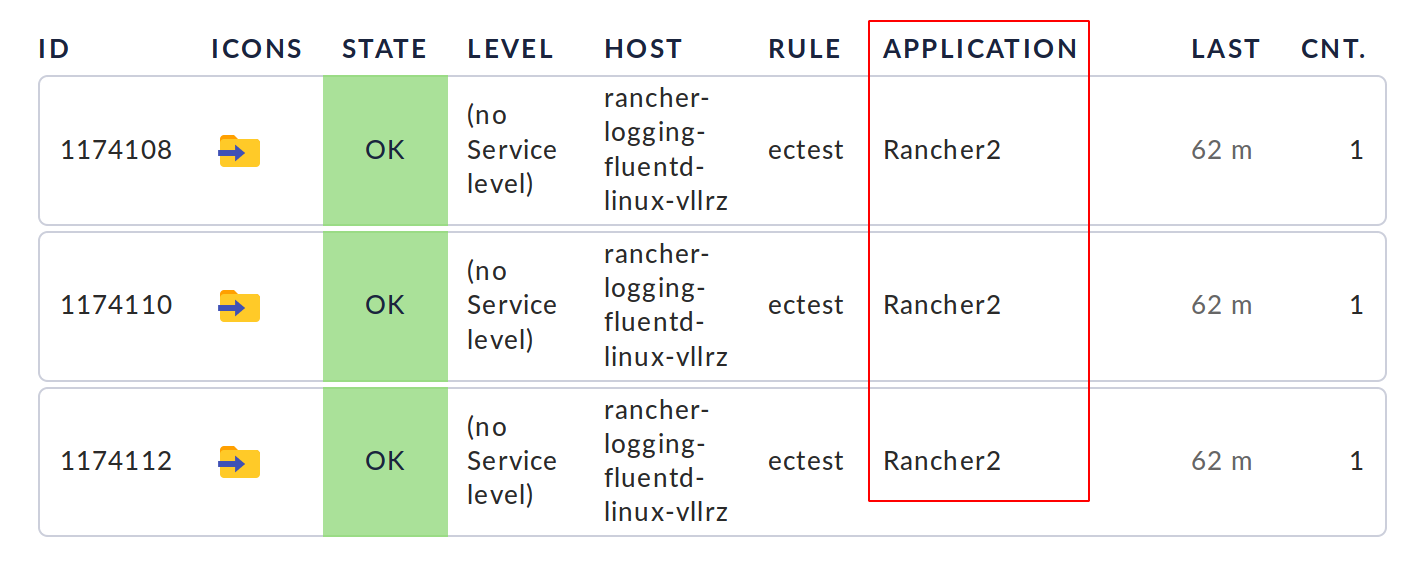 ID ICONS STATE LEVEL HOST RULE APPLICATION LAST CNT.
1174108 OK (no Service level) rancher-logging-fluentd-linux-vllrz ectest Rancher2 62 m 1
1174110 OK (no Service level) rancher-logging-fluentd-linux-vllrz ectest Rancher2 62 m 1
1174112 OK (no Service level) rancher-logging-fluentd-linux-vllrz ectest Rancher2 62 m 1